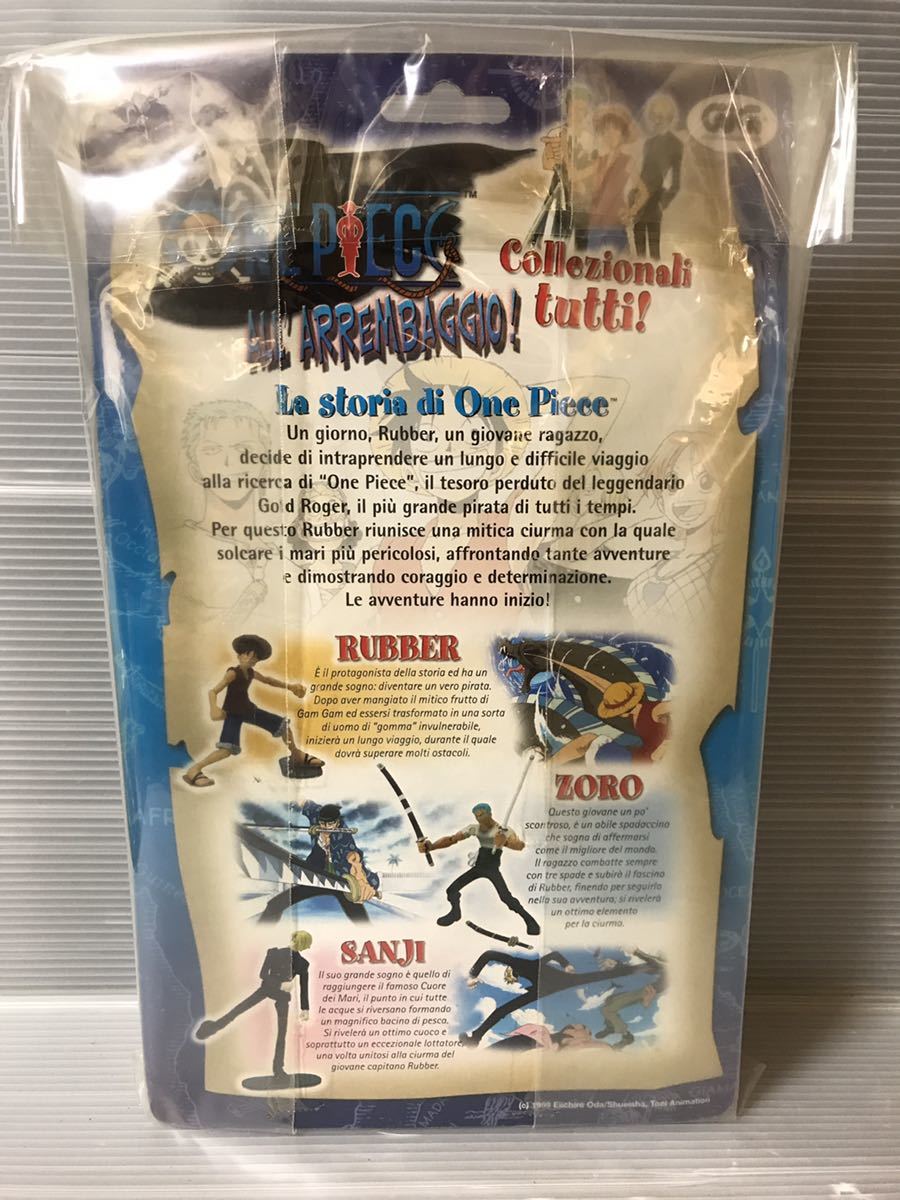 ONE PIECE™
ALL'ARREMBAGGIO!
Collezionali
tutti!
La storia di One Piece™
Un giorno, Rubber, un giovane ragazzo,
decide di intraprendere un lungo e difficile viaggio
alla ricerca di "One Piece", il tesoro perduto del leggendario
Gold Roger, il più grande pirata di tutti i tempi.
Per questo Rubber riunisce una mitica ciurma con la quale
solcare i mari più pericolosi, affrontando tante avventure
e dimostrando coraggio e determinazione.
Le avventure hanno inizio!
RUBBER
È il protagonista della storia ed ha un
grande sogno: diventare un vero pirata.
Dopo aver mangiato il mitico frutto di
Gam Gam ed essersi trasformato in una sorta
di uomo di "gomma" invulnerabile,
inizierà un lungo viaggio, durante il quale
dovrà superare molti ostacoli.
ZORO
Questo giovane un po'
scontroso, è un abile spadaccino
che sogna di affermarsi
come il migliore del mondo.
Il ragazzo combatte sempre
con tre spade e subirà il fascino
di Rubber, finendo per seguirlo
nella sua avventura, si rivelerà
un ottimo elemento
per la ciurma.
SANJI
Il suo grande sogno è quello di
raggiungere il famoso Cuore
dei Mari, il punto in cui tutte
le acque si riversano formando
un magnifico bacino di pesca.
Si rivelerà un ottimo cuoco e
soprattutto un eccezionale lottatore,
una volta unitosi alla ciurma del
giovane capitano Rubber.
(c) 1999 Eiichiro Oda/Shueisha, Toei Animation